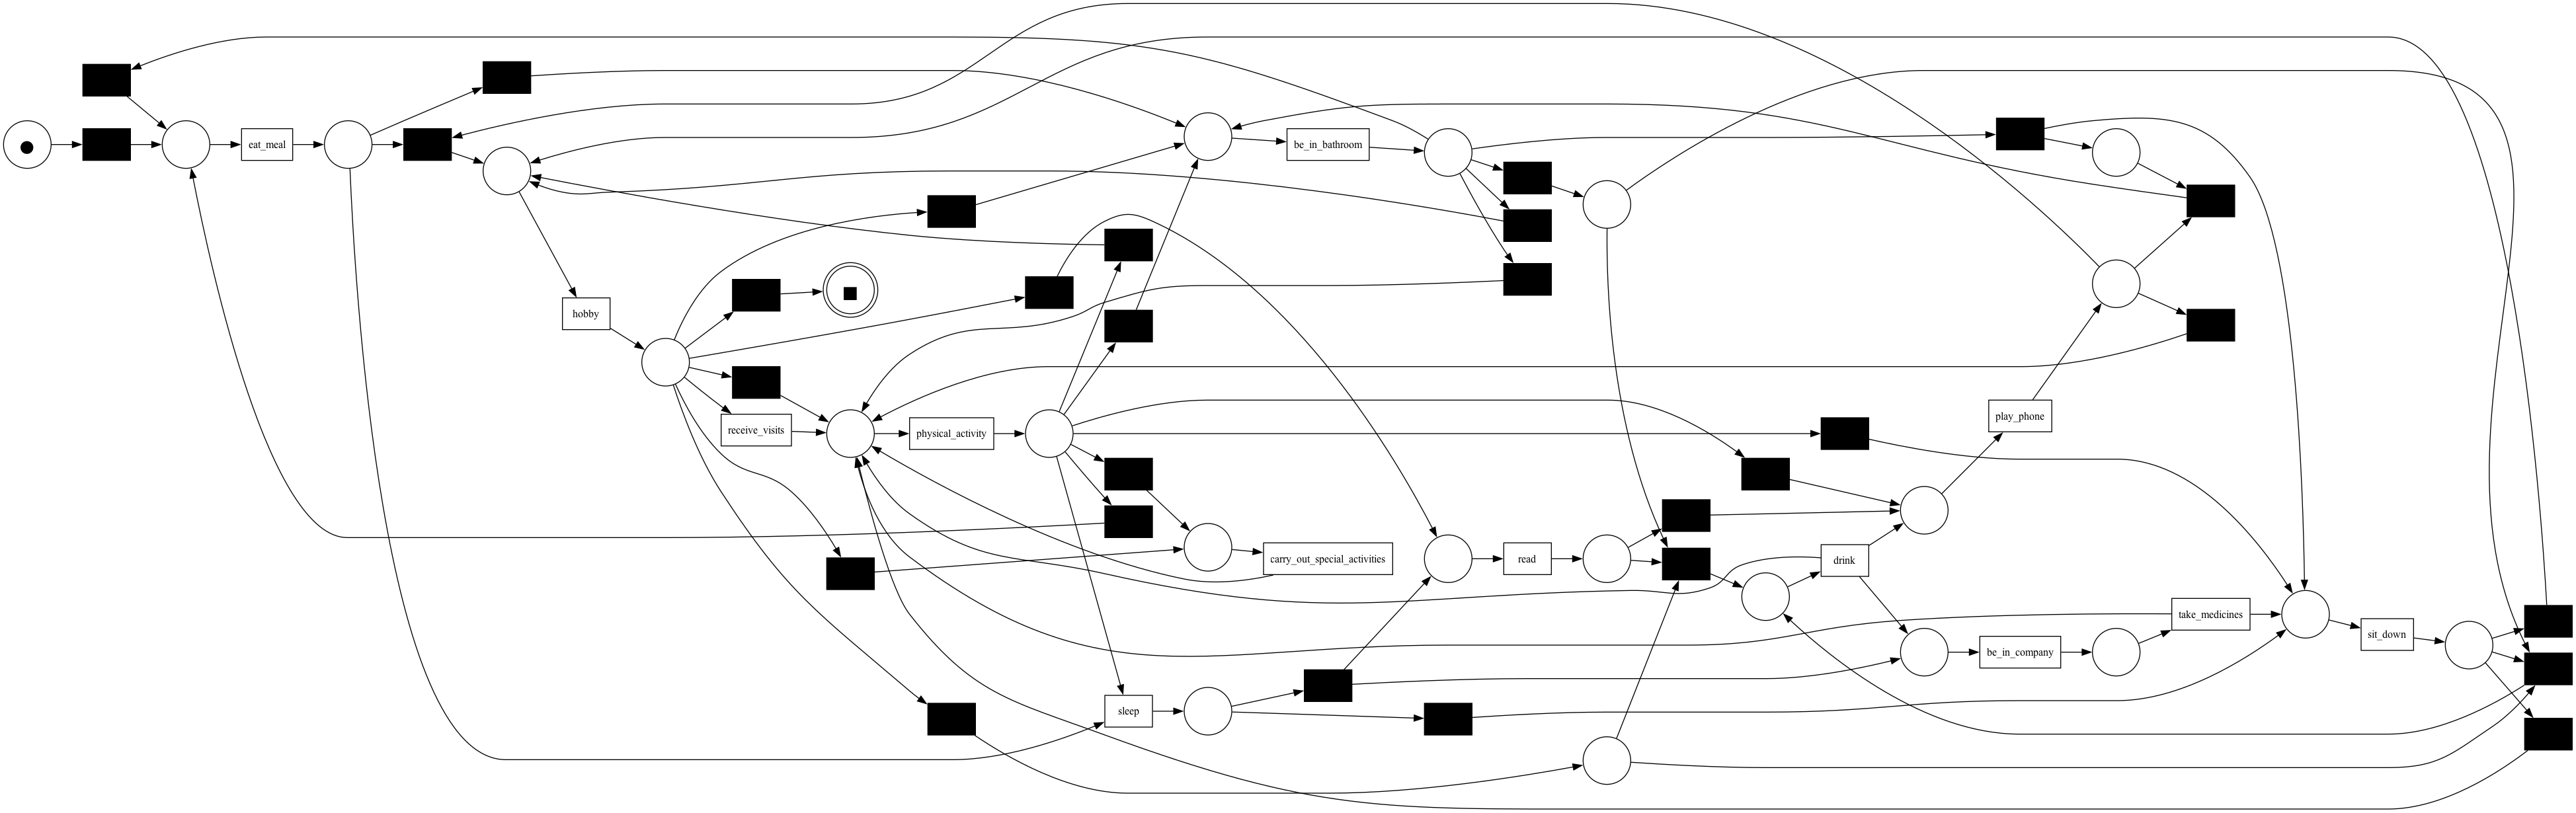 eat_meal
be_in_bathroom
hobby
receive_visits
physical_activity
play_phone
carry_out_special_activities
read
drink
take_medicines
sit_down
be_in_company
sleep